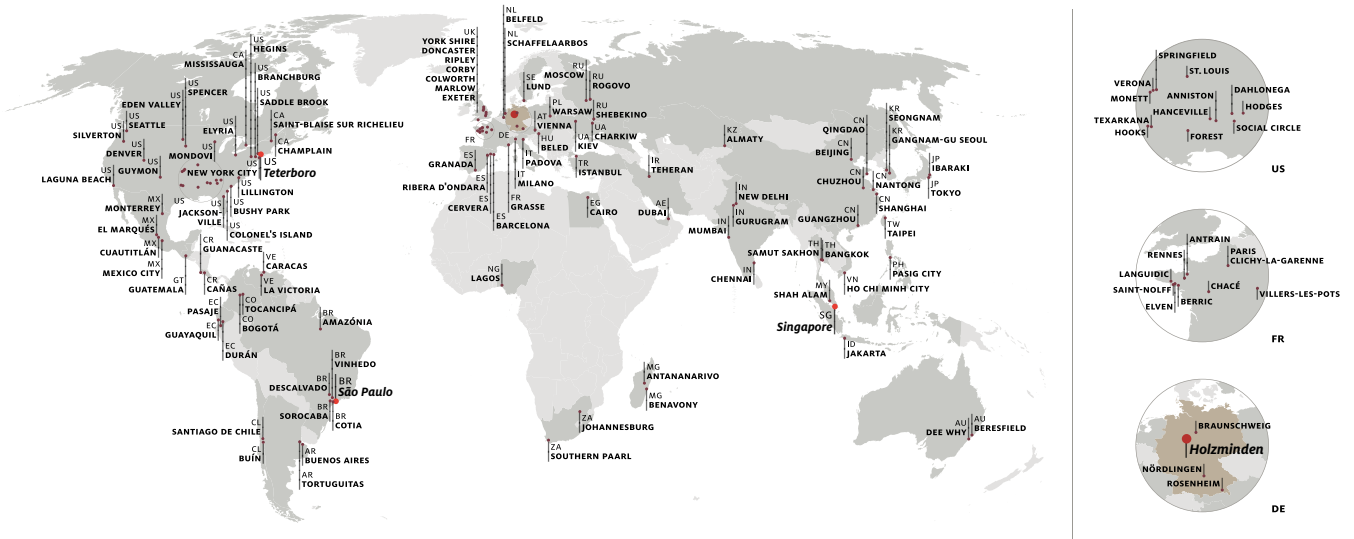 NL
BELFELD
UK
YORK SHIRE
DONCASTER
RIPLEY
CORBY
COLWORTH
MARLOW
EXETER
NL
SCHAFFELAARBOS
US
HEGINS
CA
MISSISSAUGA
US
BRANCHBURG
US
SPENCER
EDEN VALLEY
US
SADDLE BROOK
US
SEATTLE
SILVERTON
US
ELYRIA
CA
SAINT-BLAISE SUR RICHELIEU
CA
CHAMPLAIN
US
DENVER
US
MONDOVI
US
GUYMON
US
NEW YORK CITY
US
Teterboro
US
LAGUNA BEACH
US
LILLINGTON
US
US
JACKSON-
VILLE
US
BUSHY PARK
US
COLONEL'S ISLAND
MX
MONTERREY
MX
EL MARQUÉS
MX
CUAUTITLÁN
MX
MEXICO CITY
CR
GUANACASTE
GT
GUATEMALA
CR
CAÑAS
VE
CARACAS
VE
LA VICTORIA
EC
PASAJE
CO
TOCANCIPÁ
CO
BOGOTÁ
EC
GUAYAQUIL
EC
DURÁN
BR
AMAZÓNIA
BR
VINHEDO
BR
DESCALVADO
BR
São Paulo
BR
SOROCABA
BR
COTIA
CL
SANTIAGO DE CHILE
CL
BUÍN
AR
BUENOS AIRES
AR
TORTUGUITAS
SE
LUND
RU
MOSCOW
RU
ROGOVO
PL
WARSAW
RU
SHEBEKINO
AT
VIENNA
UA
CHARKIW
UA
KIEV
HU
BELED
DE
FR
IT
PADOVA
IT
MILANO
TR
ISTANBUL
ES
GRANADA
ES
RIBERA D'ONDARA
ES
CERVERA
ES
BARCELONA
FR
GRASSE
IR
TEHERAN
EG
CAIRO
AE
DUBAI
NG
LAGOS
MG
ANTANANARIVO
MG
BENAVONY
ZA
JOHANNESBURG
ZA
SOUTHERN PAARL
KZ
ALMATY
IN
NEW DELHI
IN
GURUGRAM
IN
MUMBAI
IN
CHENNAI
KR
SEONGNAM
CN
QINGDAO
KR
GANGNAM-GU SEOUL
CN
BEIJING
JP
IBARAKI
JP
TOKYO
CN
CHUZHOU
CN
NANTONG
CN
SHANGHAI
CN
GUANGZHOU
TW
TAIPEI
TH
SAMUT SAKHON
TH
BANGKOK
PH
PASIG CITY
VN
HO CHI MINH CITY
MY
SHAH ALAM
SG
Singapore
ID
JAKARTA
AU
DEE WHY
AU
BERESFIELD
SPRINGFIELD
ST. LOUIS
VERONA
MONETT
ANNISTON
DAHLONEGA
HANCEVILLE
HODGES
TEXARKANA
HOOKS
SOCIAL CIRCLE
FOREST
US
ANTRAIN
RENNES
PARIS
CLICHY-LA-GARENNE
LANGUIDIC
SAINT-NOLFF
CHACÉ
VILLERS-LES-POTS
ELVEN
BERRIC
FR
BRAUNSCHWEIG
Holzminden
NÖRDLINGEN
ROSENHEIM
DE